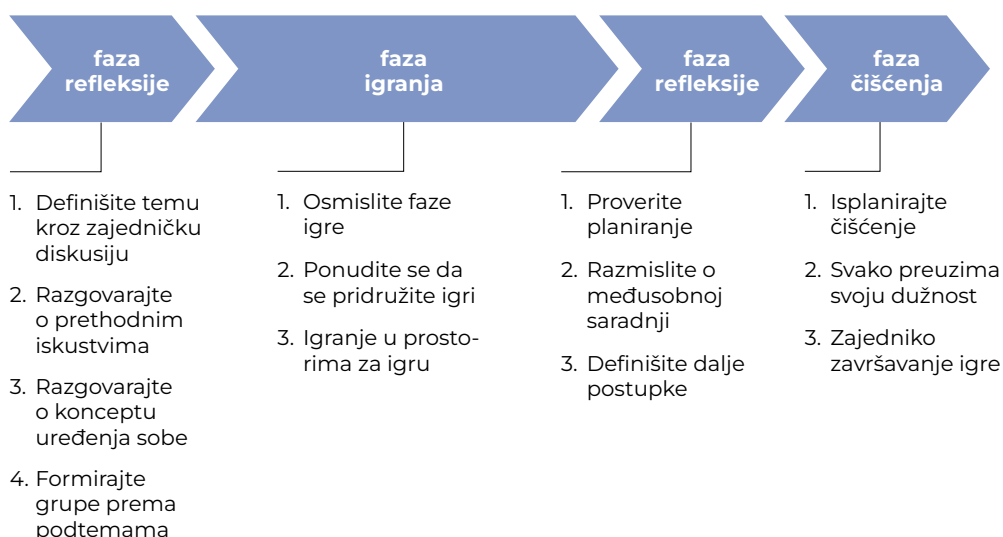 faza
refleksije
faza
igranja
faza
refleksije
faza
čišćenja
1. Definišite temu
kroz zajedničku
diskusiju
2. Razgovarajte
o prethodnim
iskustvima
3. Razgovarajte
o konceptu
uređenja sobe
4. Formirajte
grupe prema
podtemama
1. Osmislite faze
igre
2. Ponudite se da
se pridružite igri
3. Igranje u prosto-
rima za igru
1. Proverite
planiranje
2. Razmislite o
međusobnoj
saradnji
3. Definišite dalje
postupke
1. Isplanirajte
čišćenje
2. Svako preuzima
svoju dužnost
3. Zajedniko
završavanje igre